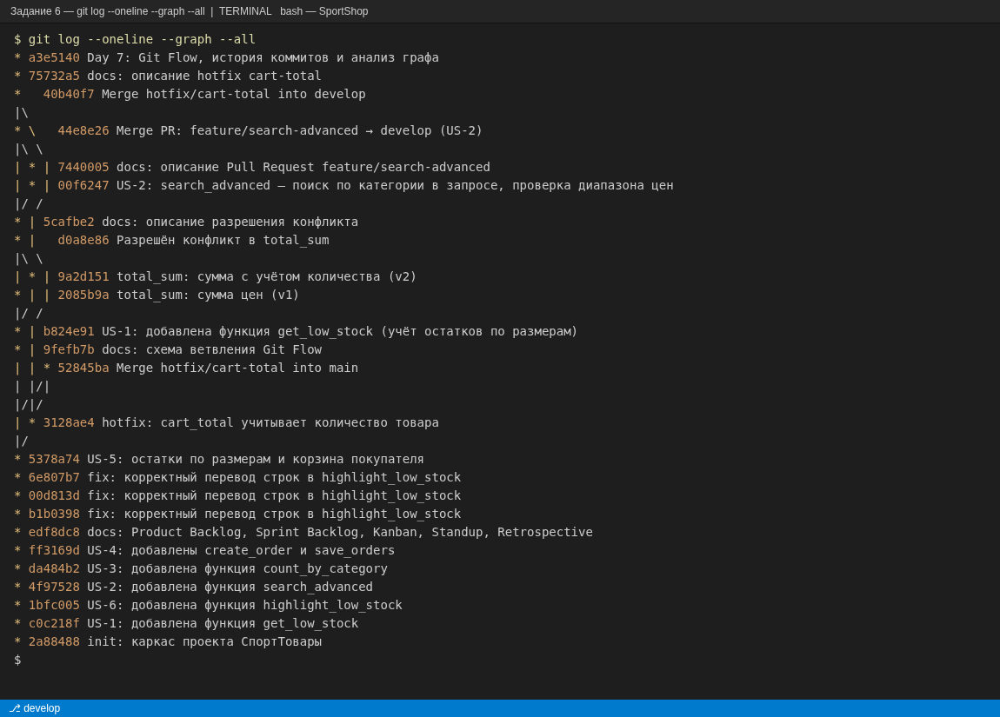 Задание 6 — git log --oneline --graph --all | TERMINAL bash — SportShop
$ git log --oneline --graph --all
* a3e5140 Day 7: Git Flow, история коммитов и анализ графа
* 75732a5 docs: описание hotfix cart-total
*   40b40f7 Merge hotfix/cart-total into develop
|\
* \   44e8e26 Merge PR: feature/search-advanced → develop (US-2)
|\ \
| * | 7440005 docs: описание Pull Request feature/search-advanced
| * | 00f6247 US-2: search_advanced — поиск по категории в запросе, проверка диапазона цен
|/ /
* | 5cafbe2 docs: описание разрешения конфликта
* |   d0a8e86 Разрешён конфликт в total_sum
|\ \
| * | 9a2d151 total_sum: сумма с учётом количества (v2)
* | | 2085b9a total_sum: сумма цен (v1)
|/ /
* | b824e91 US-1: добавлена функция get_low_stock (учёт остатков по размерам)
* | 9fefb7b docs: схема ветвления Git Flow
| | * 52845ba Merge hotfix/cart-total into main
| |/|
|/|/
| * 3128ae4 hotfix: cart_total учитывает количество товара
|/
* 5378a74 US-5: остатки по размерам и корзина покупателя
* 6e807b7 fix: корректный перевод строк в highlight_low_stock
* 00d813d fix: корректный перевод строк в highlight_low_stock
* b1b0398 fix: корректный перевод строк в highlight_low_stock
* edf8dc8 docs: Product Backlog, Sprint Backlog, Kanban, Standup, Retrospective
* ff3169d US-4: добавлены create_order и save_orders
* da484b2 US-3: добавлена функция count_by_category
* 4f97528 US-2: добавлена функция search_advanced
* 1bfc005 US-6: добавлена функция highlight_low_stock
* c0c218f US-1: добавлена функция get_low_stock
* 2a88488 init: каркас проекта СпортТовары
$
⎇ develop